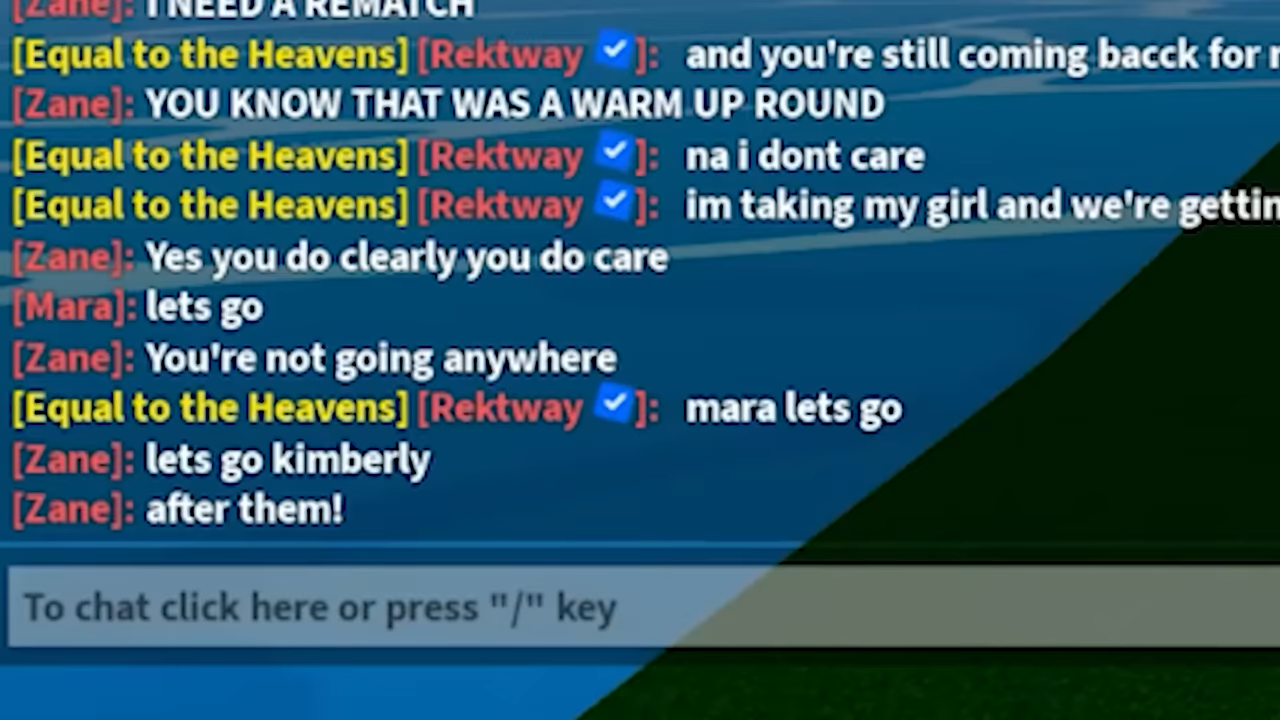 [Zane]: I NEED A REMATCH
[Equal to the Heavens] [Rektway]: and you're still coming bacck for
[Zane]: YOU KNOW THAT WAS A WARM UP ROUND
[Equal to the Heavens] [Rektway]: na i dont care
[Equal to the Heavens] [Rektway]: im taking my girl and we're gettin
[Zane]: Yes you do clearly you do care
[Mara]: lets go
[Zane]: You're not going anywhere
[Equal to the Heavens] [Rektway]: mara lets go
[Zane]: lets go kimberly
[Zane]: after them!
To chat click here or press "/" key